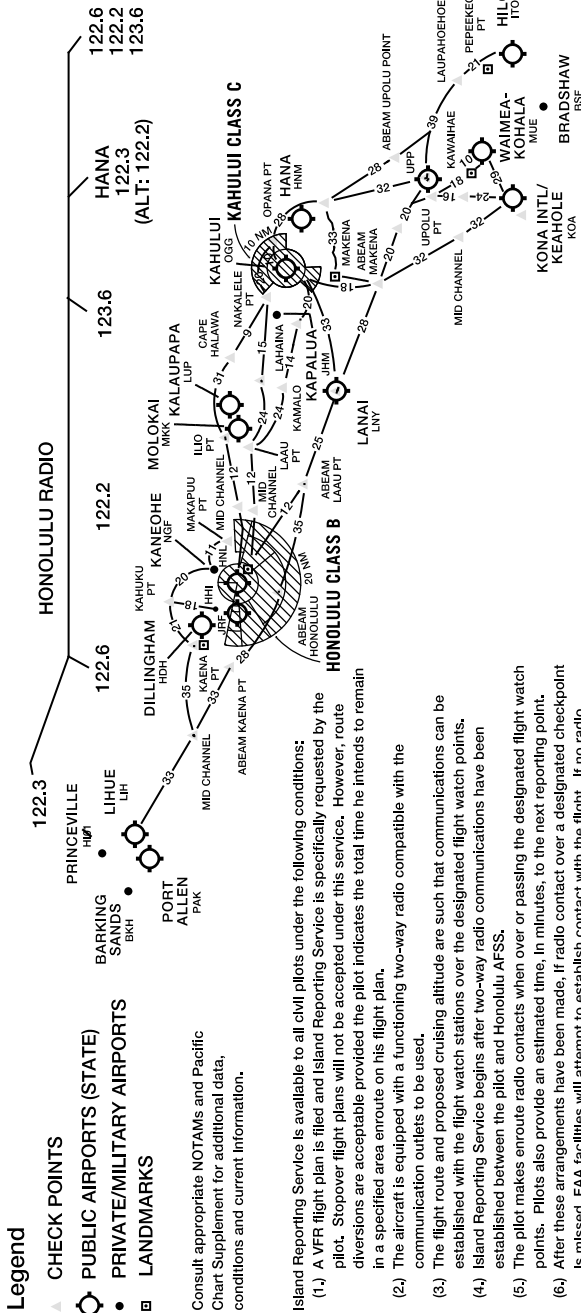 HONOLULU RADIO
122.3
122.6
122.2
123.6
HANA
122.3
(ALT: 122.2)
122.6
122.2
123.6
PRINCEVILLE
LIHUE
LIH
BARKING
SANDS
BKH
PORT
ALLEN
PAK
33
MID CHANNEL
35
33
ABEAM KAENA PT
28
DILLINGHAM
HDH
KAENA
PT
KAHUKU
PT
21
20
18
HHI
JRF
KANEOHE
NGF
11
HNL
MAKAPUU
PT
MID CHANNEL
HONOLULU CLASS B
20 NM
ABEAM
HONOLULU
12
12
MID
CHANNEL
12
35
ABEAM
LAAU PT
25
MOLOKAI
MKK
KALAUPAPA
LUP
ILIO
PT
31
CAPE
HALAWA
9
NAKALELE
PT
LAAU
PT
24
15
24
14
KAMALO
LAHAINA
KAPALUA
JHM
20
33
LANAI
LNY
28
KAHULUI
OGG
KAHULUI CLASS C
10 NM
28
OPANA PT
HANA
HNM
33
MAKENA
18
ABEAM
MAKENA
20
20
28
32
ABEAM UPOLU POINT
39
UPP
UPOLU
PT
16
24
18
KAWAIHAE
10
WAIMEA-
KOHALA
MUE
29
32
32
MID CHANNEL
KONA INTL/
KEAHOLE
KOA
LAUPAHOEHOE
PEPEEKEO
PT
21
HILO
ITO
BRADSHAW
BSF
Legend
CHECK POINTS
PUBLIC AIRPORTS (STATE)
PRIVATE/MILITARY AIRPORTS
LANDMARKS
Consult appropriate NOTAMs and Pacific
Chart Supplement for additional data,
conditions and current information.
Island Reporting Service is available to all civil pilots under the following conditions:
(1.) A VFR flight plan is filed and Island Reporting Service is specifically requested by the
pilot. Stopover flight plans will not be accepted under this service. However, route
diversions are acceptable provided the pilot indicates the total time he intends to remain
in a specified area enroute on his flight plan.
(2.) The aircraft is equipped with a functioning two-way radio compatible with the
communication outlets to be used.
(3.) The flight route and proposed cruising altitude are such that communications can be
established with the flight watch stations over the designated flight watch points.
(4.) Island Reporting Service begins after two-way radio communications have been
established between the pilot and Honolulu AFSS.
(5.) The pilot makes enroute radio contacts when over or passing the designated flight watch
points. Pilots also provide an estimated time, in minutes, to the next reporting point.
(6.) After these arrangements have been made, if radio contact over a designated checkpoint
is missed, FAA facilities will attempt to establish contact with the flight. If no radio